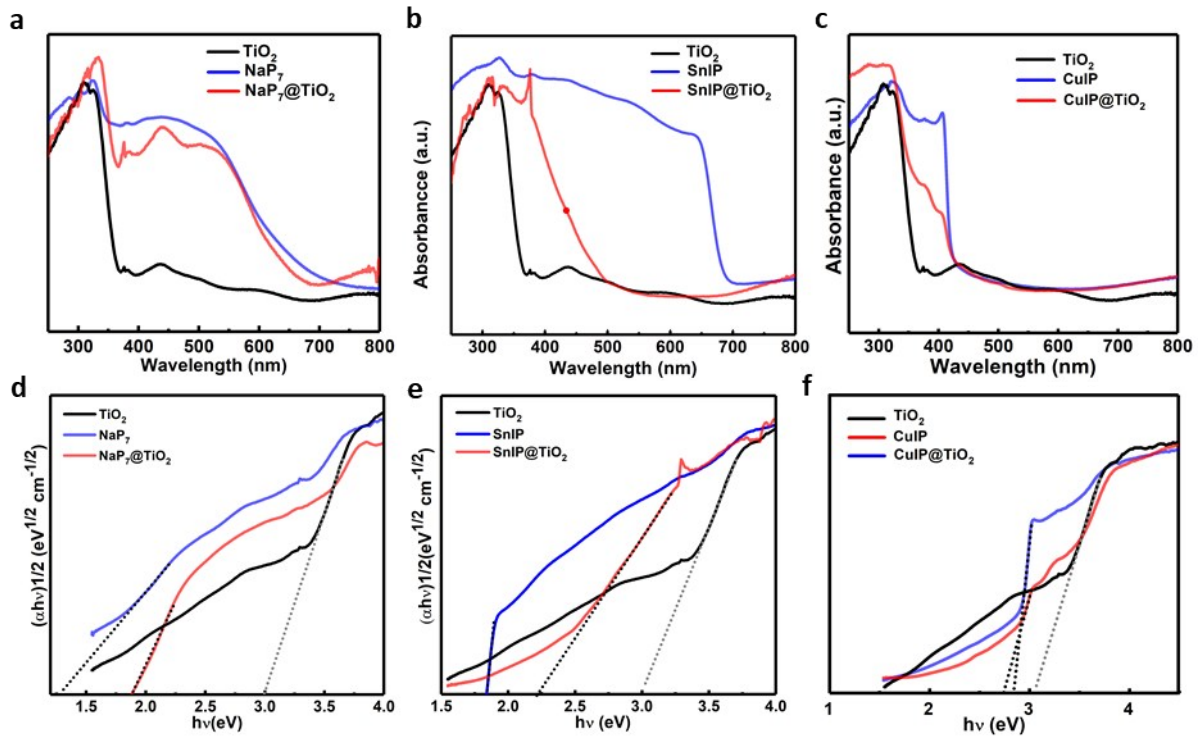 a
TiO2
NaP7
NaP7@TiO2
300 400 500 600 700 800
Wavelength (nm)
b
Absorbancce (a.u.)
TiO2
SnIP
SnIP@TiO2
300 400 500 600 700 800
Wavelength (nm)
c
Absorbance (a.u.)
TiO2
CuIP
CuIP@TiO2
300 400 500 600 700 800
Wavelength (nm)
d
(αhν)1/2 (eV1/2 cm-1/2)
TiO2
NaP7
NaP7@TiO2
1.5 2.0 2.5 3.0 3.5 4.0
hν(eV)
e
(αhν)1/2(eV1/2 cm-1/2)
TiO2
SnIP
SnIP@TiO2
1.5 2.0 2.5 3.0 3.5 4.0
hν(eV)
f
TiO2
CuIP
CuIP@TiO2
1 2 3 4
hν (eV)